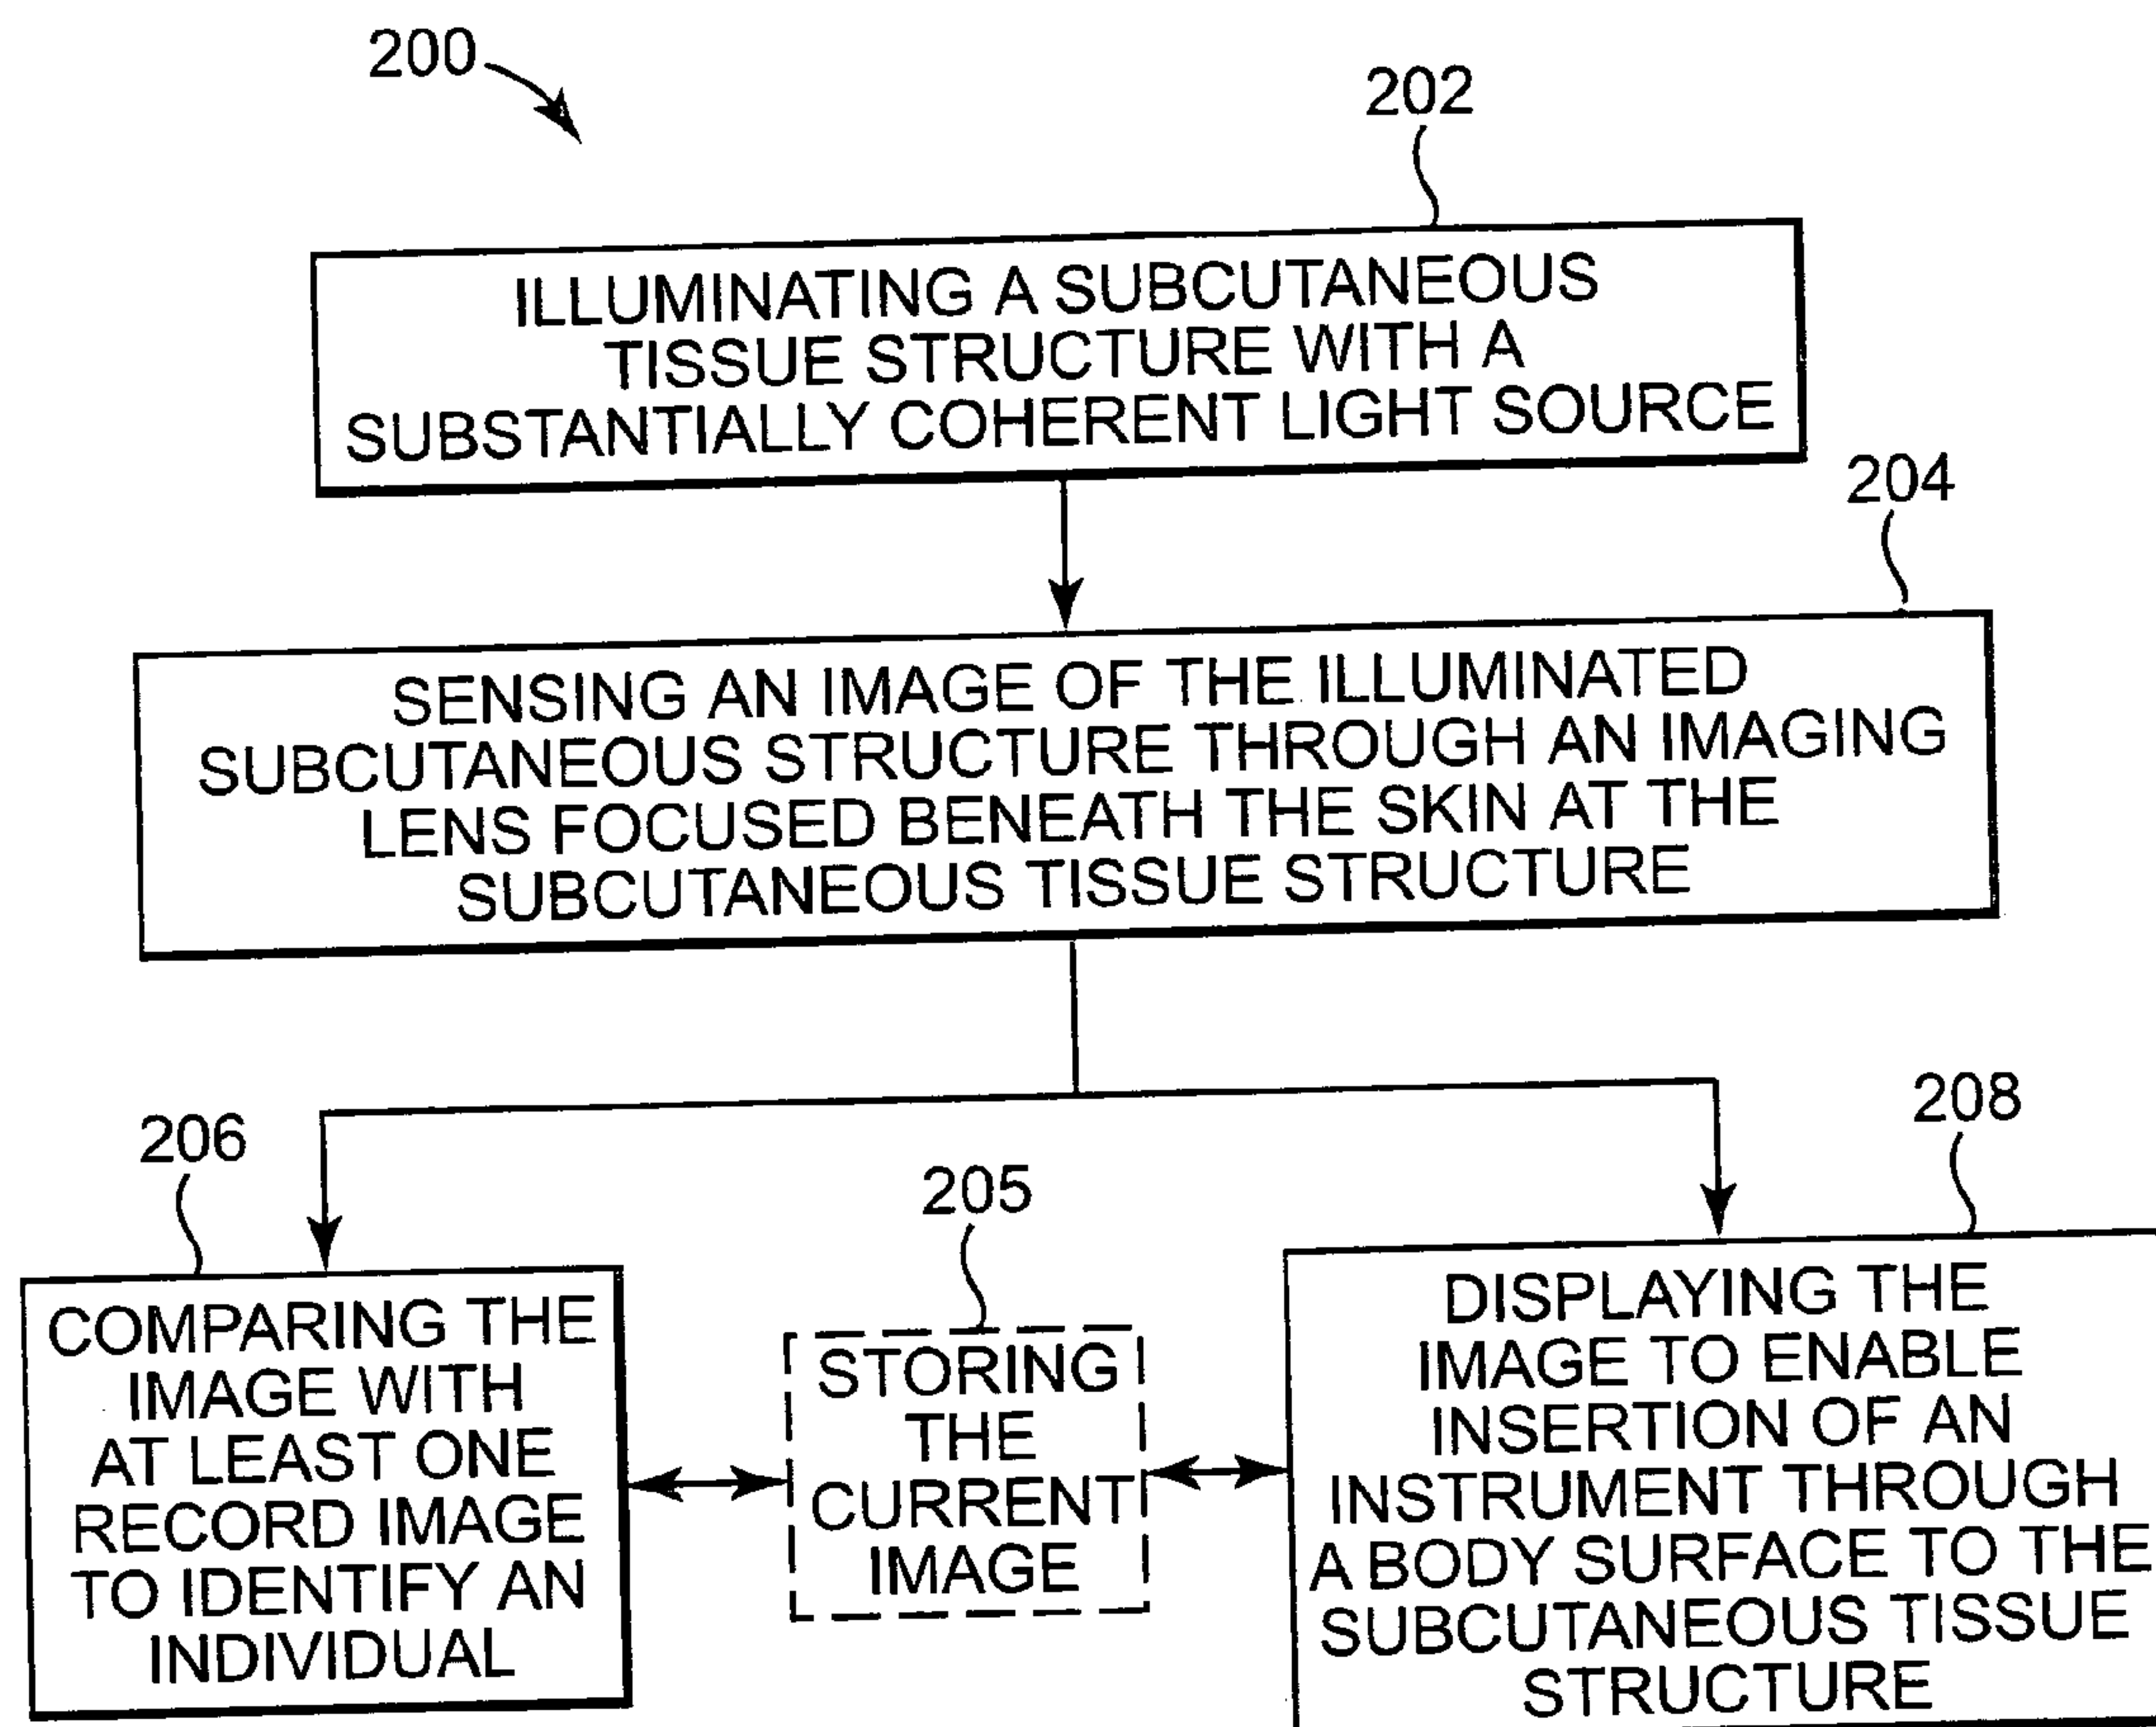 200
202
ILLUMINATING A SUBCUTANEOUS
TISSUE STRUCTURE WITH A
SUBSTANTIALLY COHERENT LIGHT SOURCE
204
SENSING AN IMAGE OF THE ILLUMINATED
SUBCUTANEOUS STRUCTURE THROUGH AN IMAGING
LENS FOCUSED BENEATH THE SKIN AT THE
SUBCUTANEOUS TISSUE STRUCTURE
206
COMPARING THE
IMAGE WITH
AT LEAST ONE
RECORD IMAGE
TO IDENTIFY AN
INDIVIDUAL
205
STORING
THE
CURRENT
IMAGE
208
DISPLAYING THE
IMAGE TO ENABLE
INSERTION OF AN
INSTRUMENT THROUGH
A BODY SURFACE TO THE
SUBCUTANEOUS TISSUE
STRUCTURE